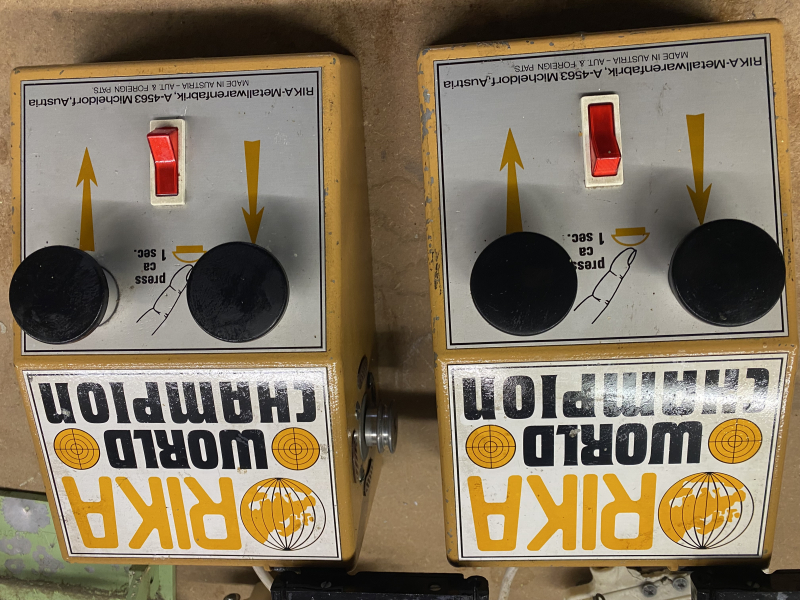 RIKA
WORLD
CHAMPION
press
ca
1 sec.
RIKA-Metallwarenfabrik, A-4563 Micheldorf, Austria
MADE IN AUSTRIA – AUT. & FOREIGN PATS.
RIKA
WORLD
CHAMPION
press
ca
1 sec.
RIKA-Metallwarenfabrik, A-4563 Micheldorf, Austria
MADE IN AUSTRIA – AUT. & FOREIGN PATS.